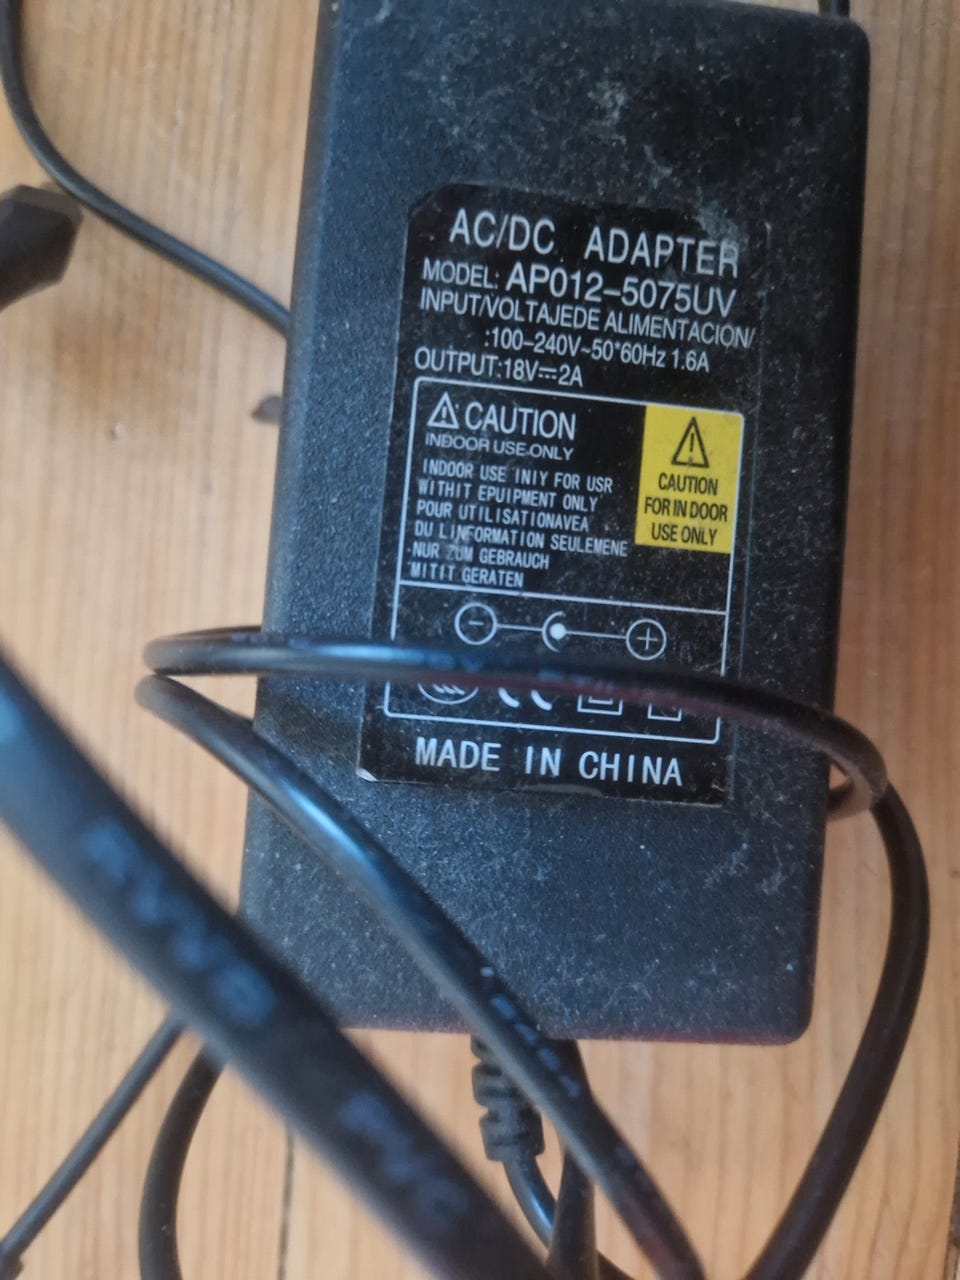 AC/DC ADAPTER
MODEL: AP012-5075UV
INPUT/VOLTAJEDE ALIMENTACION/
:100-240V~50*60Hz 1.6A
OUTPUT:18V⎓2A
⚠ CAUTION
INDOOR USE ONLY
INDOOR USE INIY FOR USR
WITHIT EPUIPMENT ONLY
POUR UTILISATIONAVEA
DU LINFORMATION SEULEMENE
NUR ZUM GEBRAUCH
MITIT GERATEN
CAUTION
FOR IN DOOR
USE ONLY
MADE IN CHINA